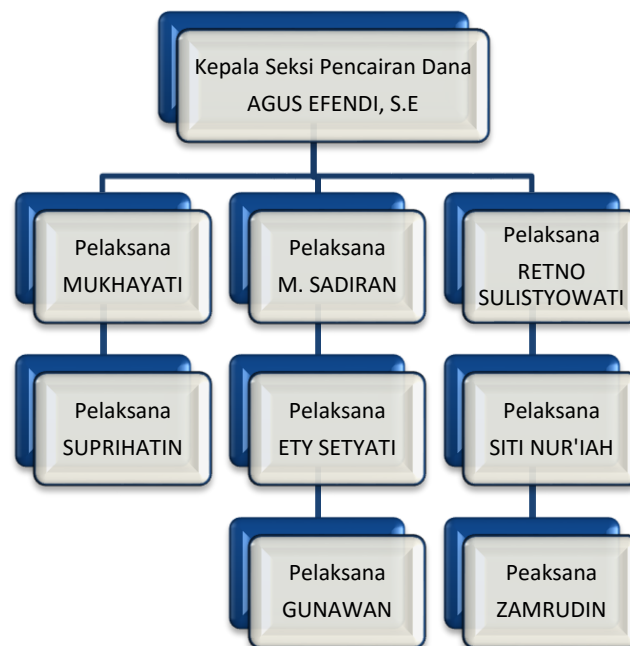 Kepala Seksi Pencairan Dana
AGUS EFENDI, S.E
Pelaksana
MUKHAYATI
Pelaksana
M. SADIRAN
Pelaksana
RETNO
SULISTYOWATI
Pelaksana
SUPRIHATIN
Pelaksana
ETY SETYATI
Pelaksana
SITI NUR'IAH
Pelaksana
GUNAWAN
Peaksana
ZAMRUDIN